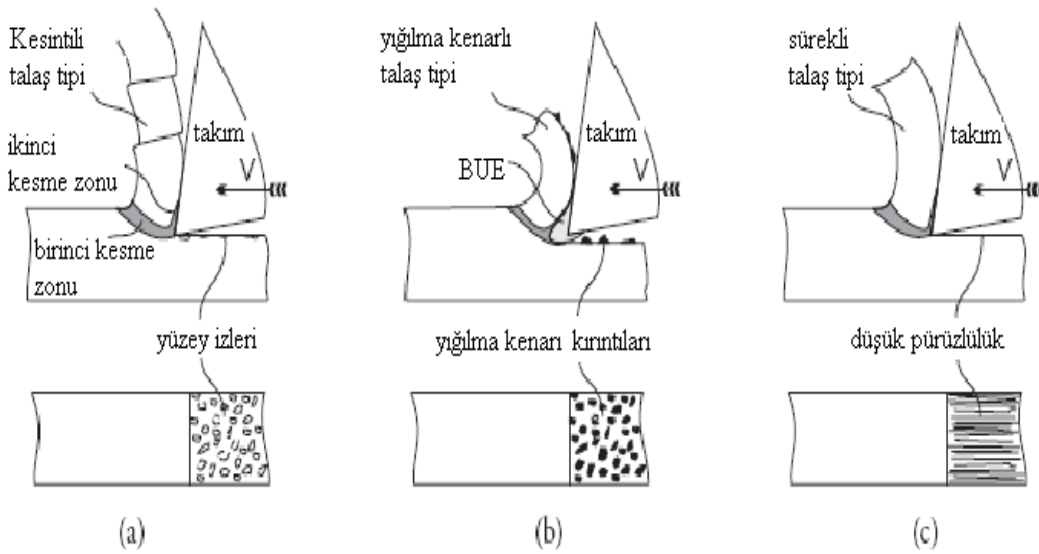 Kesintili
talaş tipi
takım
V
ikinci
kesme zonu
birinci kesme
zonu
yüzey izleri
(a)
yığılma kenarlı
talaş tipi
takım
V
BUE
yığılma kenarı kırıntıları
(b)
sürekli
talaş tipi
takım
V
düşük pürüzlülük
(c)